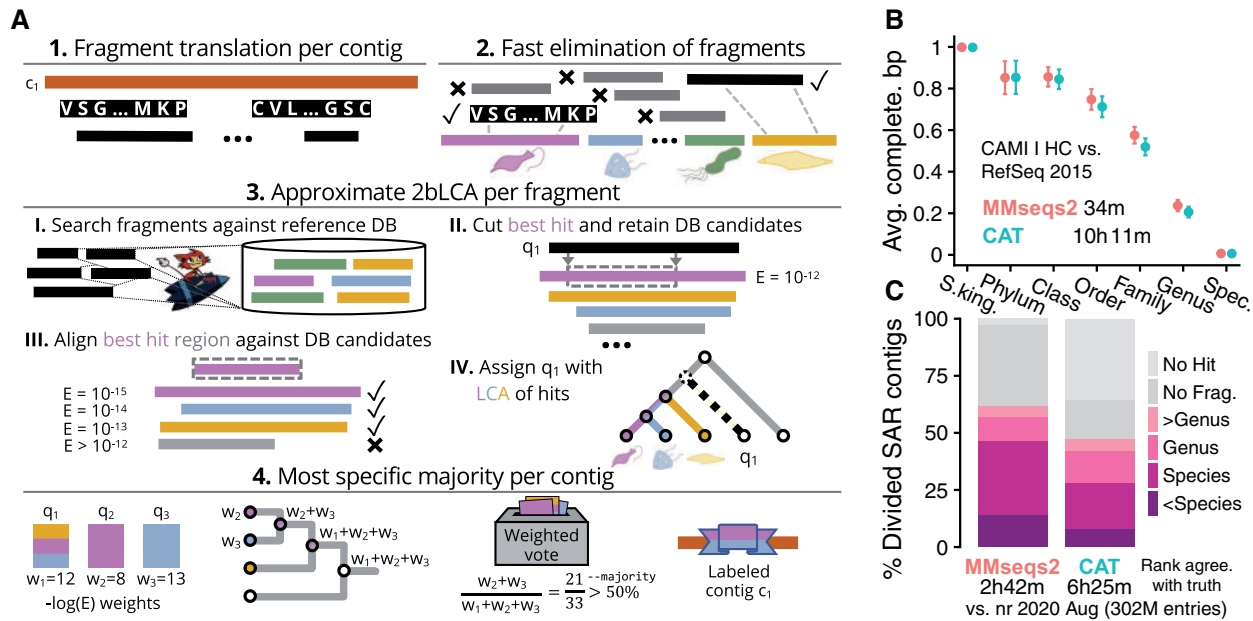 A
1. Fragment translation per contig
c1
V S G ... M K P
C V L ... G S C
...
2. Fast elimination of fragments
V S G ... M K P
...
3. Approximate 2bLCA per fragment
I. Search fragments against reference DB
II. Cut best hit and retain DB candidates
q1
E = 10-12
...
III. Align best hit region against DB candidates
E = 10-15
E = 10-14
E = 10-13
E > 10-12
IV. Assign q1 with
LCA of hits
q1
4. Most specific majority per contig
q1 q2 q3
w1=12 w2=8 w3=13
-log(E) weights
w2
w3
w2+w3
w1+w2+w3
w1+w2+w3
Weighted
vote
w2+w3
w1+w2+w3
=
21
33
--majority
> 50%
Labeled
contig c1
B
Avg. complete. bp
1
0.8
0.6
0.4
0.2
0
CAMI I HC vs.
RefSeq 2015
MMseqs2 34m
CAT 10h 11m
S.king.
Phylum
Class
Order
Family
Genus
Spec.
C
% Divided SAR contigs
100
75
50
25
0
No Hit
No Frag.
>Genus
Genus
Species
<Species
MMseqs2 CAT
2h42m 6h25m
vs. nr 2020 Aug (302M entries)
Rank agree.
with truth